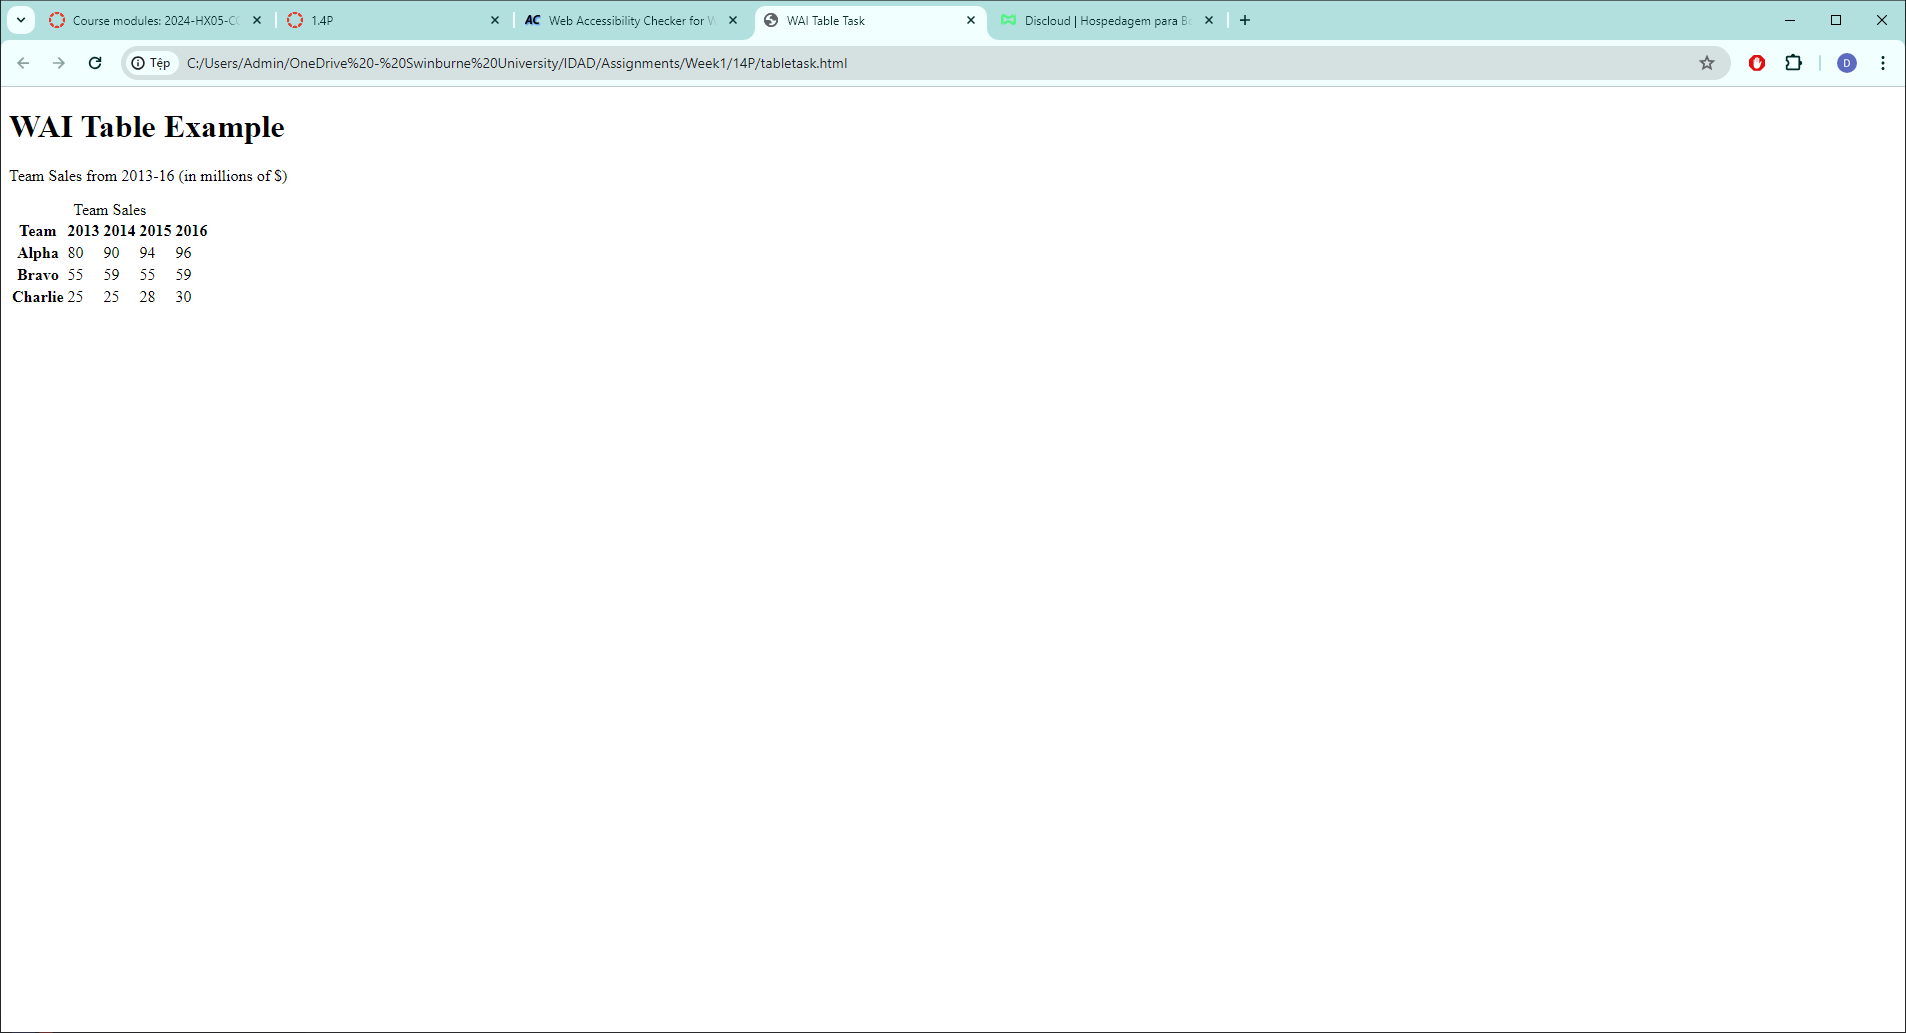 Course modules: 2024-HX05-CO
1.4P
AC Web Accessibility Checker for W
WAI Table Task
Discloud | Hospedagem para Bo
Tệp C:/Users/Admin/OneDrive%20-%20Swinburne%20University/IDAD/Assignments/Week1/14P/tabletask.html
D
WAI Table Example
Team Sales from 2013-16 (in millions of $)
Team Sales
Team 2013 2014 2015 2016
Alpha 80 90 94 96
Bravo 55 59 55 59
Charlie 25 25 28 30